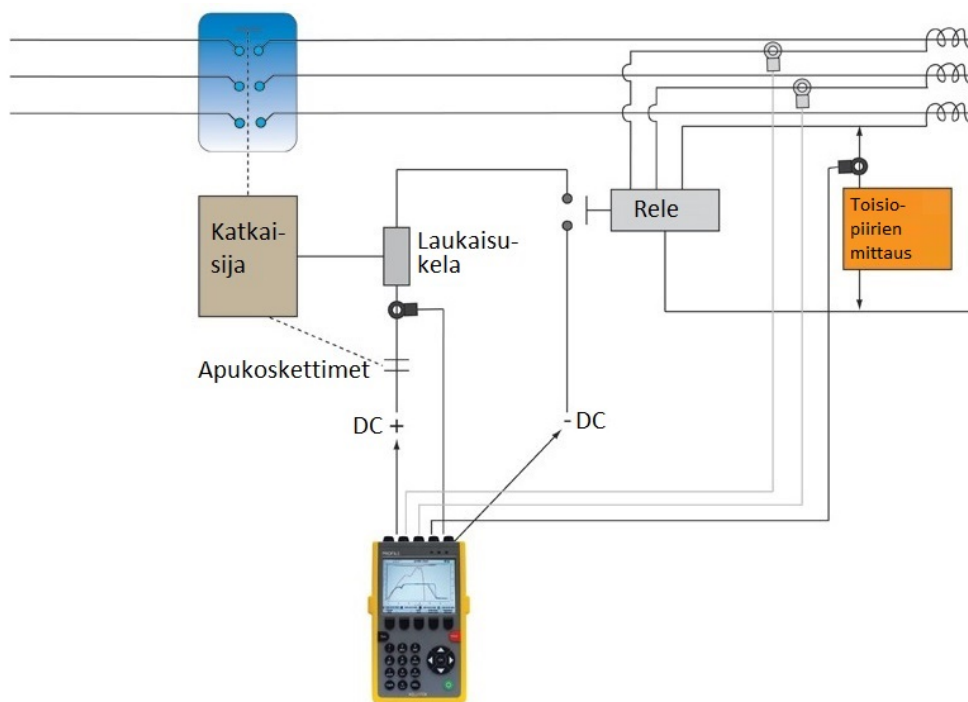 Katkai-
sija
Laukaisu-
kela
Rele
Toisio-
piirien
mittaus
Apukoskettimet
DC +
- DC